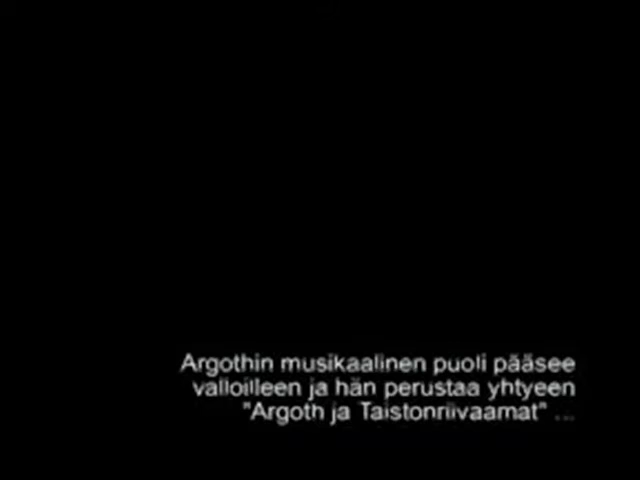 Argothin musikaalinen puoli pääsee
valloilleen ja hän perustaa yhtyeen
"Argoth ja Taistonriivaamat" ...